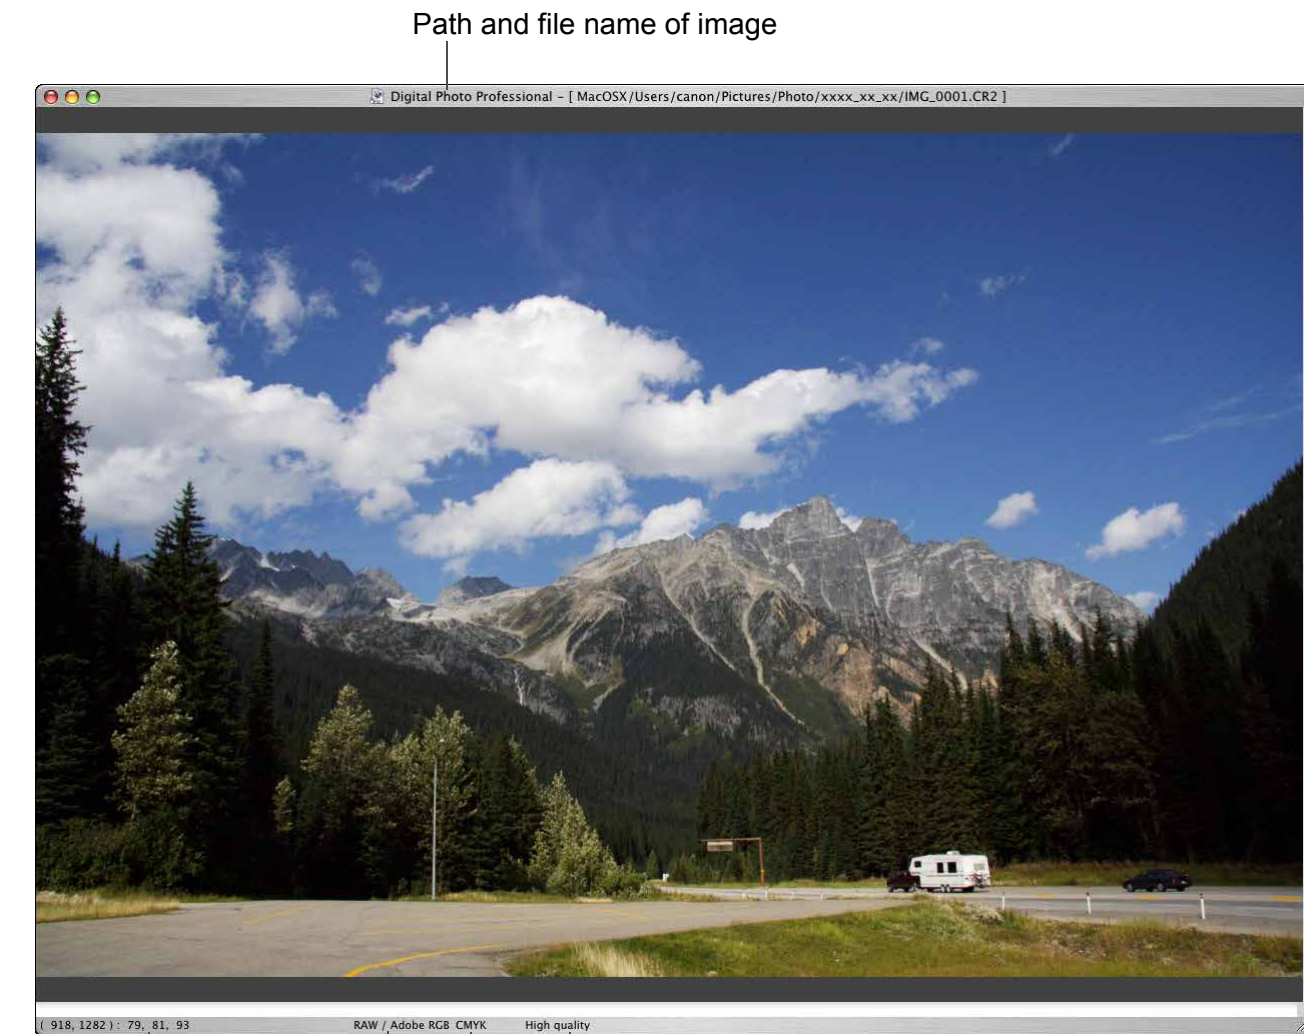 Path and file name of image
Digital Photo Professional – [ MacOSX/Users/canon/Pictures/Photo/xxxx_xx_xx/IMG_0001.CR2 ]
( 918, 1282 ) : 79, 81, 93 RAW / Adobe RGB CMYK High quality